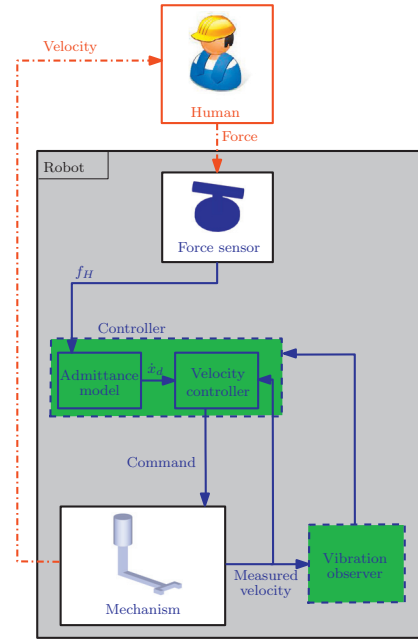 Velocity
Human
Force
Robot
Force sensor
f_H
Controller
Admittance
model
ẋ_d
Velocity
controller
Command
Mechanism
Measured
velocity
Vibration
observer